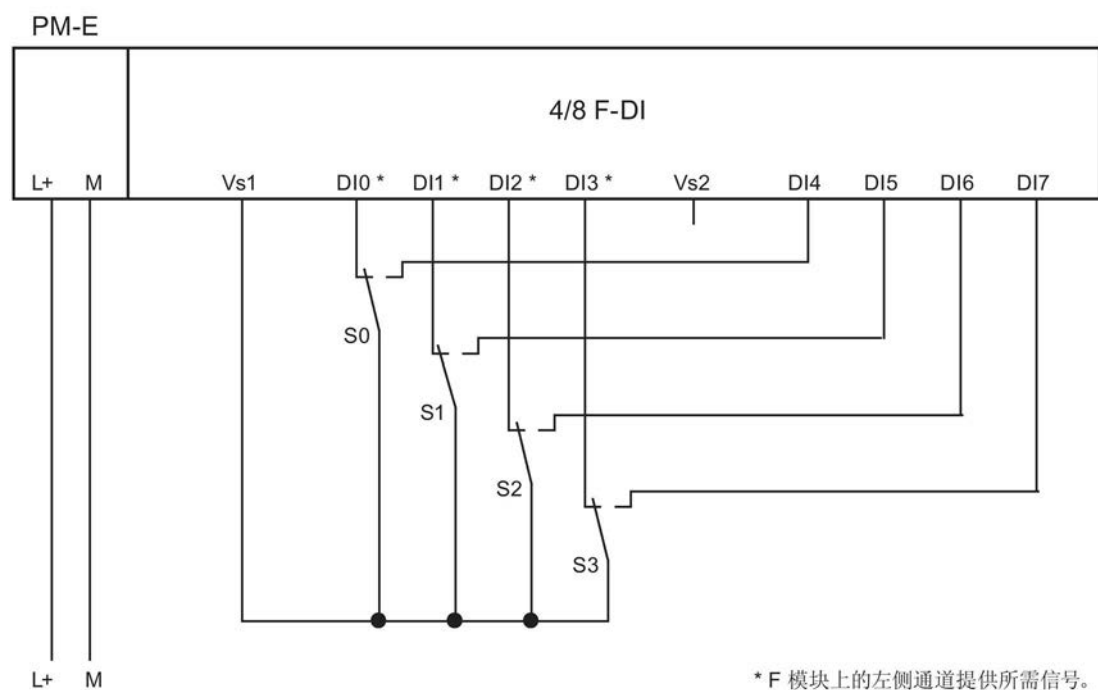 PM-E
4/8 F-DI
L+ M Vs1 DI0 * DI1 * DI2 * DI3 * Vs2 DI4 DI5 DI6 DI7
S0
S1
S2
S3
L+ M
* F 模块上的左侧通道提供所需信号。